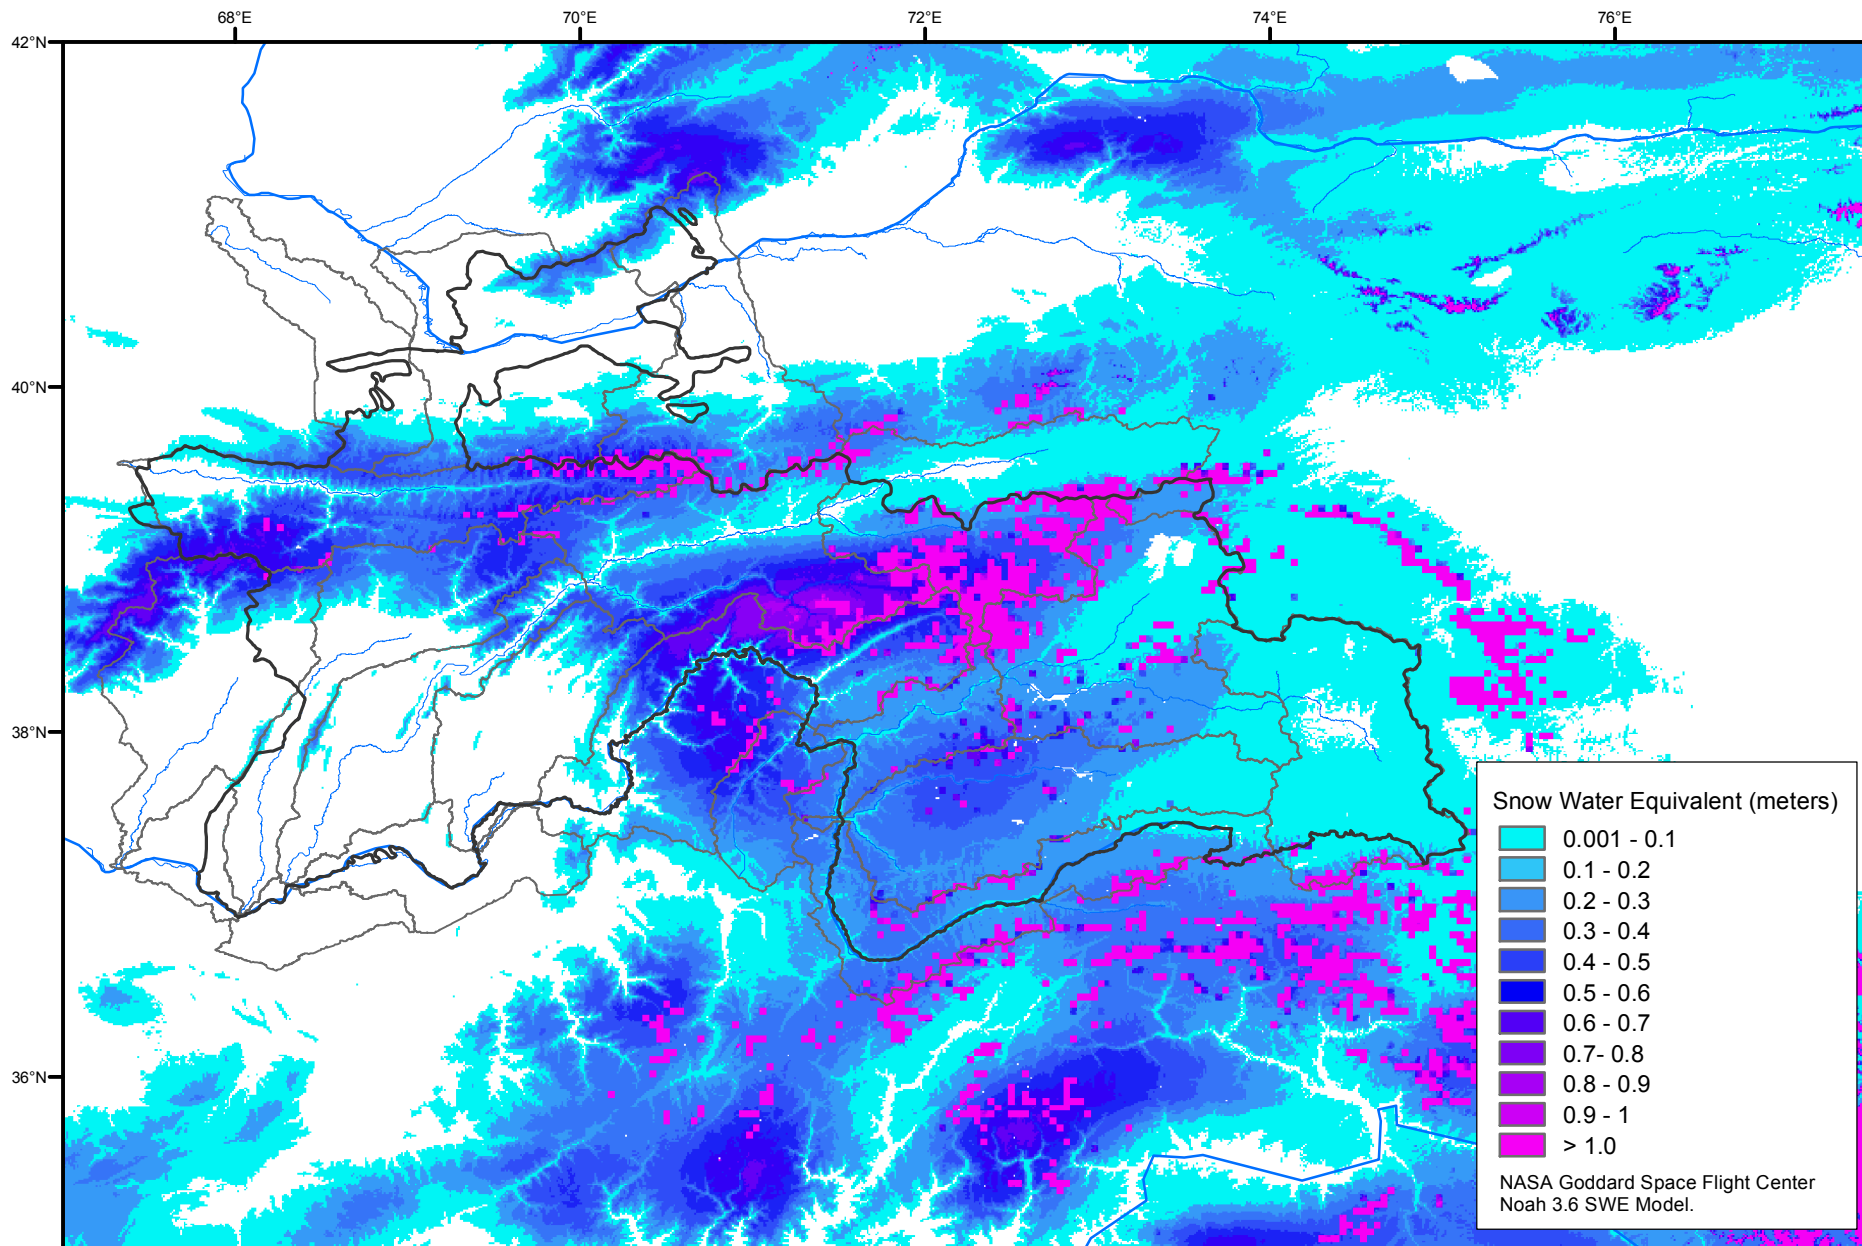 68°E
70°E
72°E
74°E
76°E
42°N
40°N
38°N
36°N
Snow Water Equivalent (meters)
0.001 - 0.1
0.1 - 0.2
0.2 - 0.3
0.3 - 0.4
0.4 - 0.5
0.5 - 0.6
0.6 - 0.7
0.7- 0.8
0.8 - 0.9
0.9 - 1
> 1.0
NASA Goddard Space Flight Center
Noah 3.6 SWE Model.